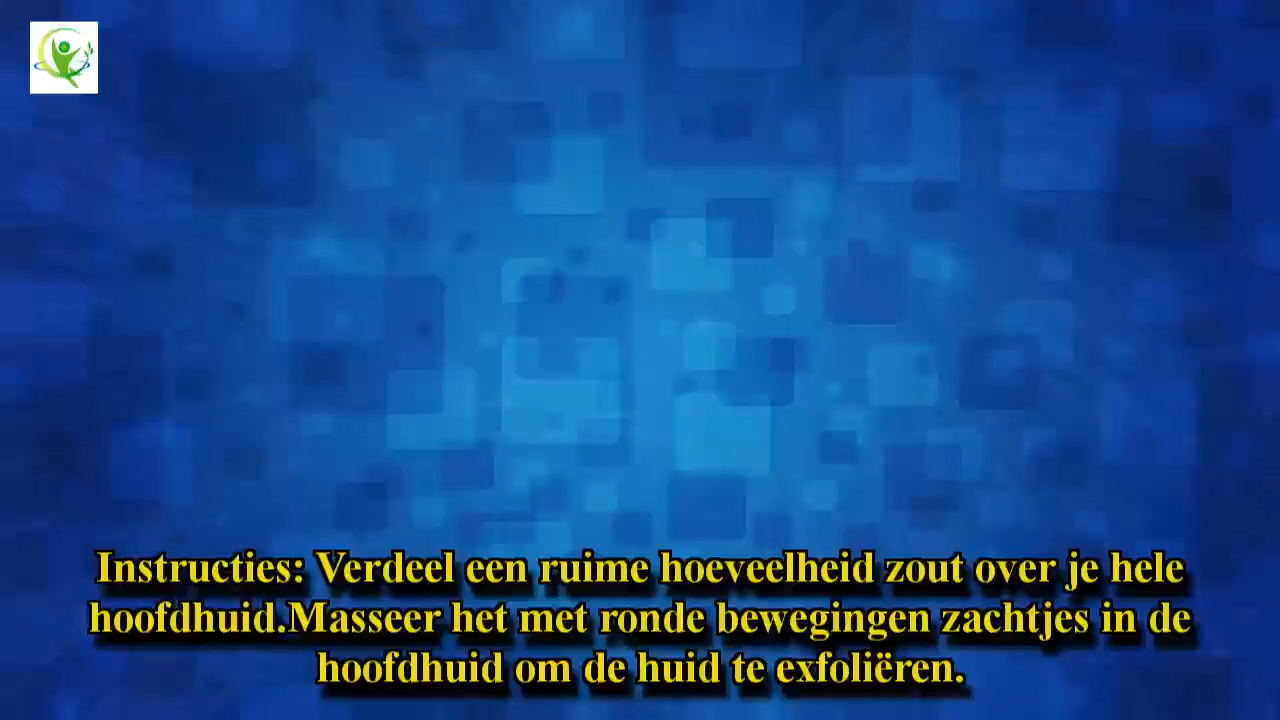 Instructies: Verdeel een ruime hoeveelheid zout over je hele
hoofdhuid.Masseer het met ronde bewegingen zachtjes in de
hoofdhuid om de huid te exfoliëren.